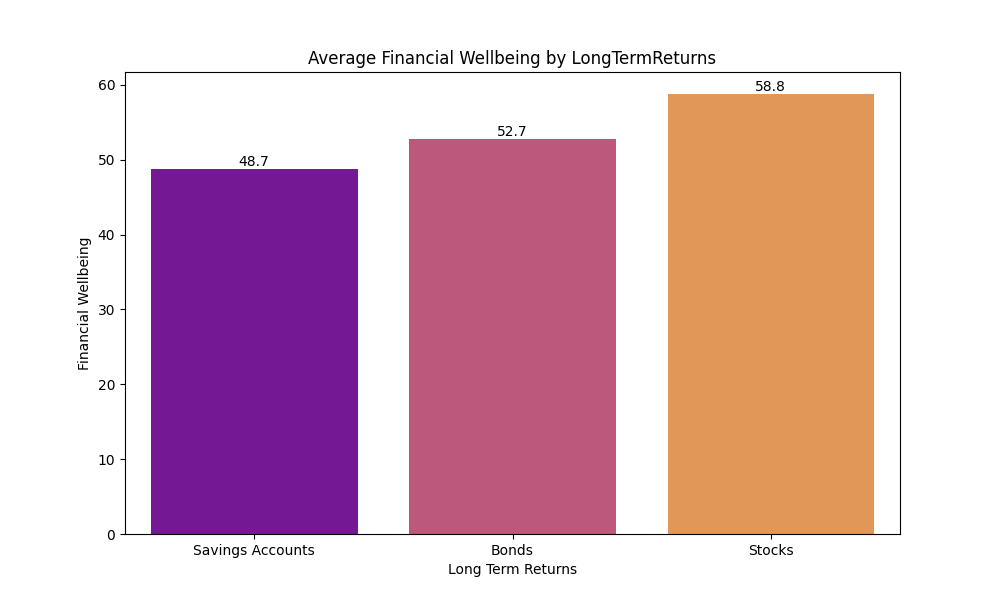 Average Financial Wellbeing by LongTermReturns
Financial Wellbeing
60
50
40
30
20
10
0
48.7
52.7
58.8
Savings Accounts
Bonds
Stocks
Long Term Returns